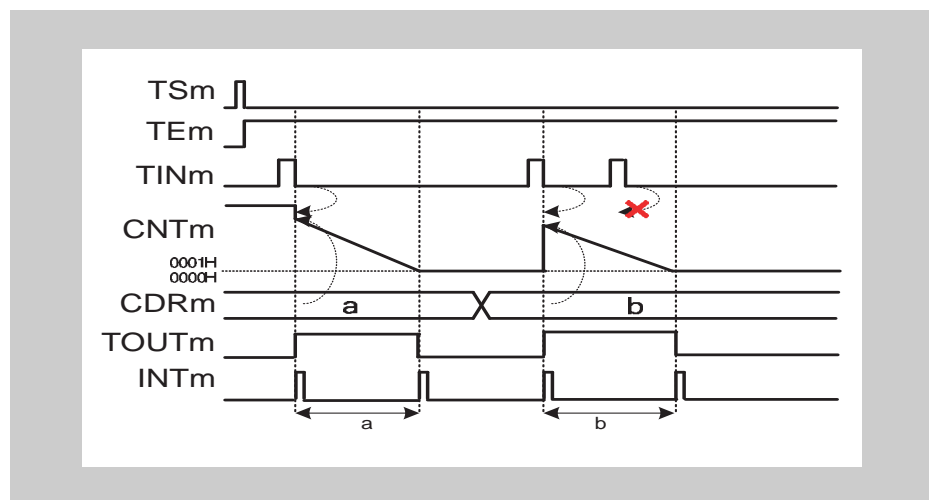 TSm
TEm
TINm
CNTm
0001H
0000H
CDRm
a
b
TOUTm
INTm
a
b